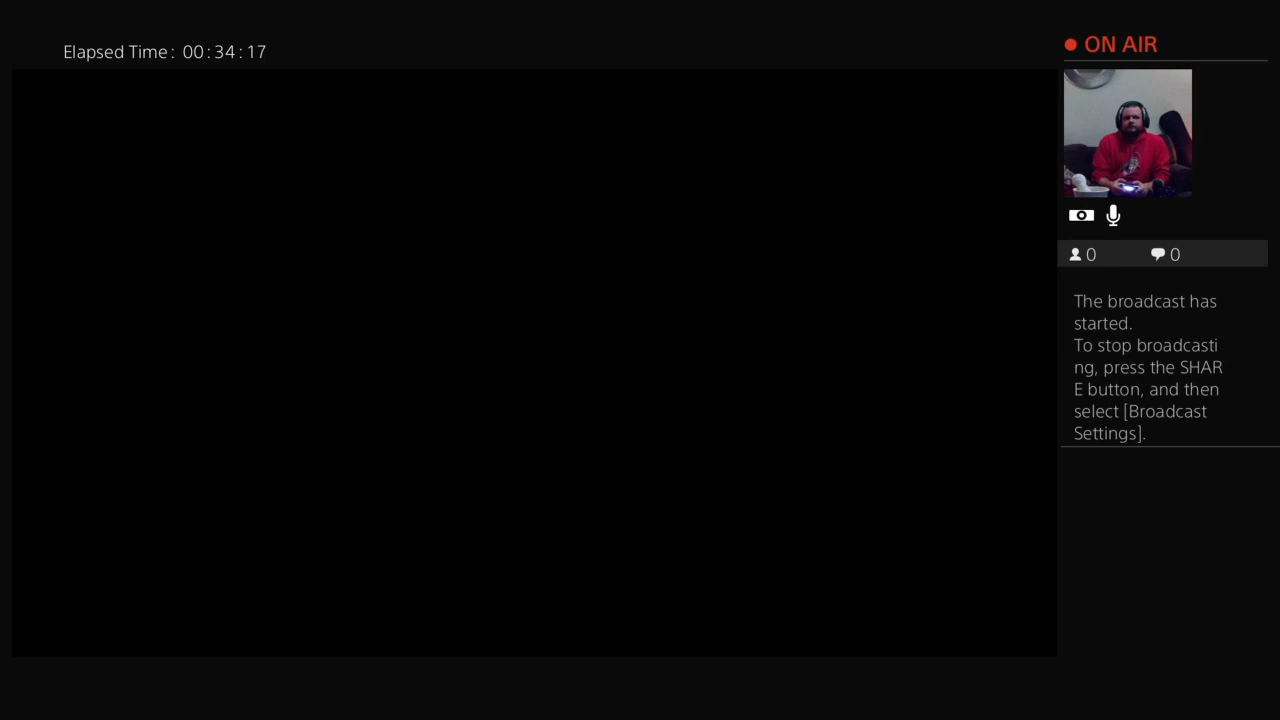 Elapsed Time: 00:34:17
ON AIR
0 0
The broadcast has
started.
To stop broadcasti
ng, press the SHAR
E button, and then
select [Broadcast
Settings].